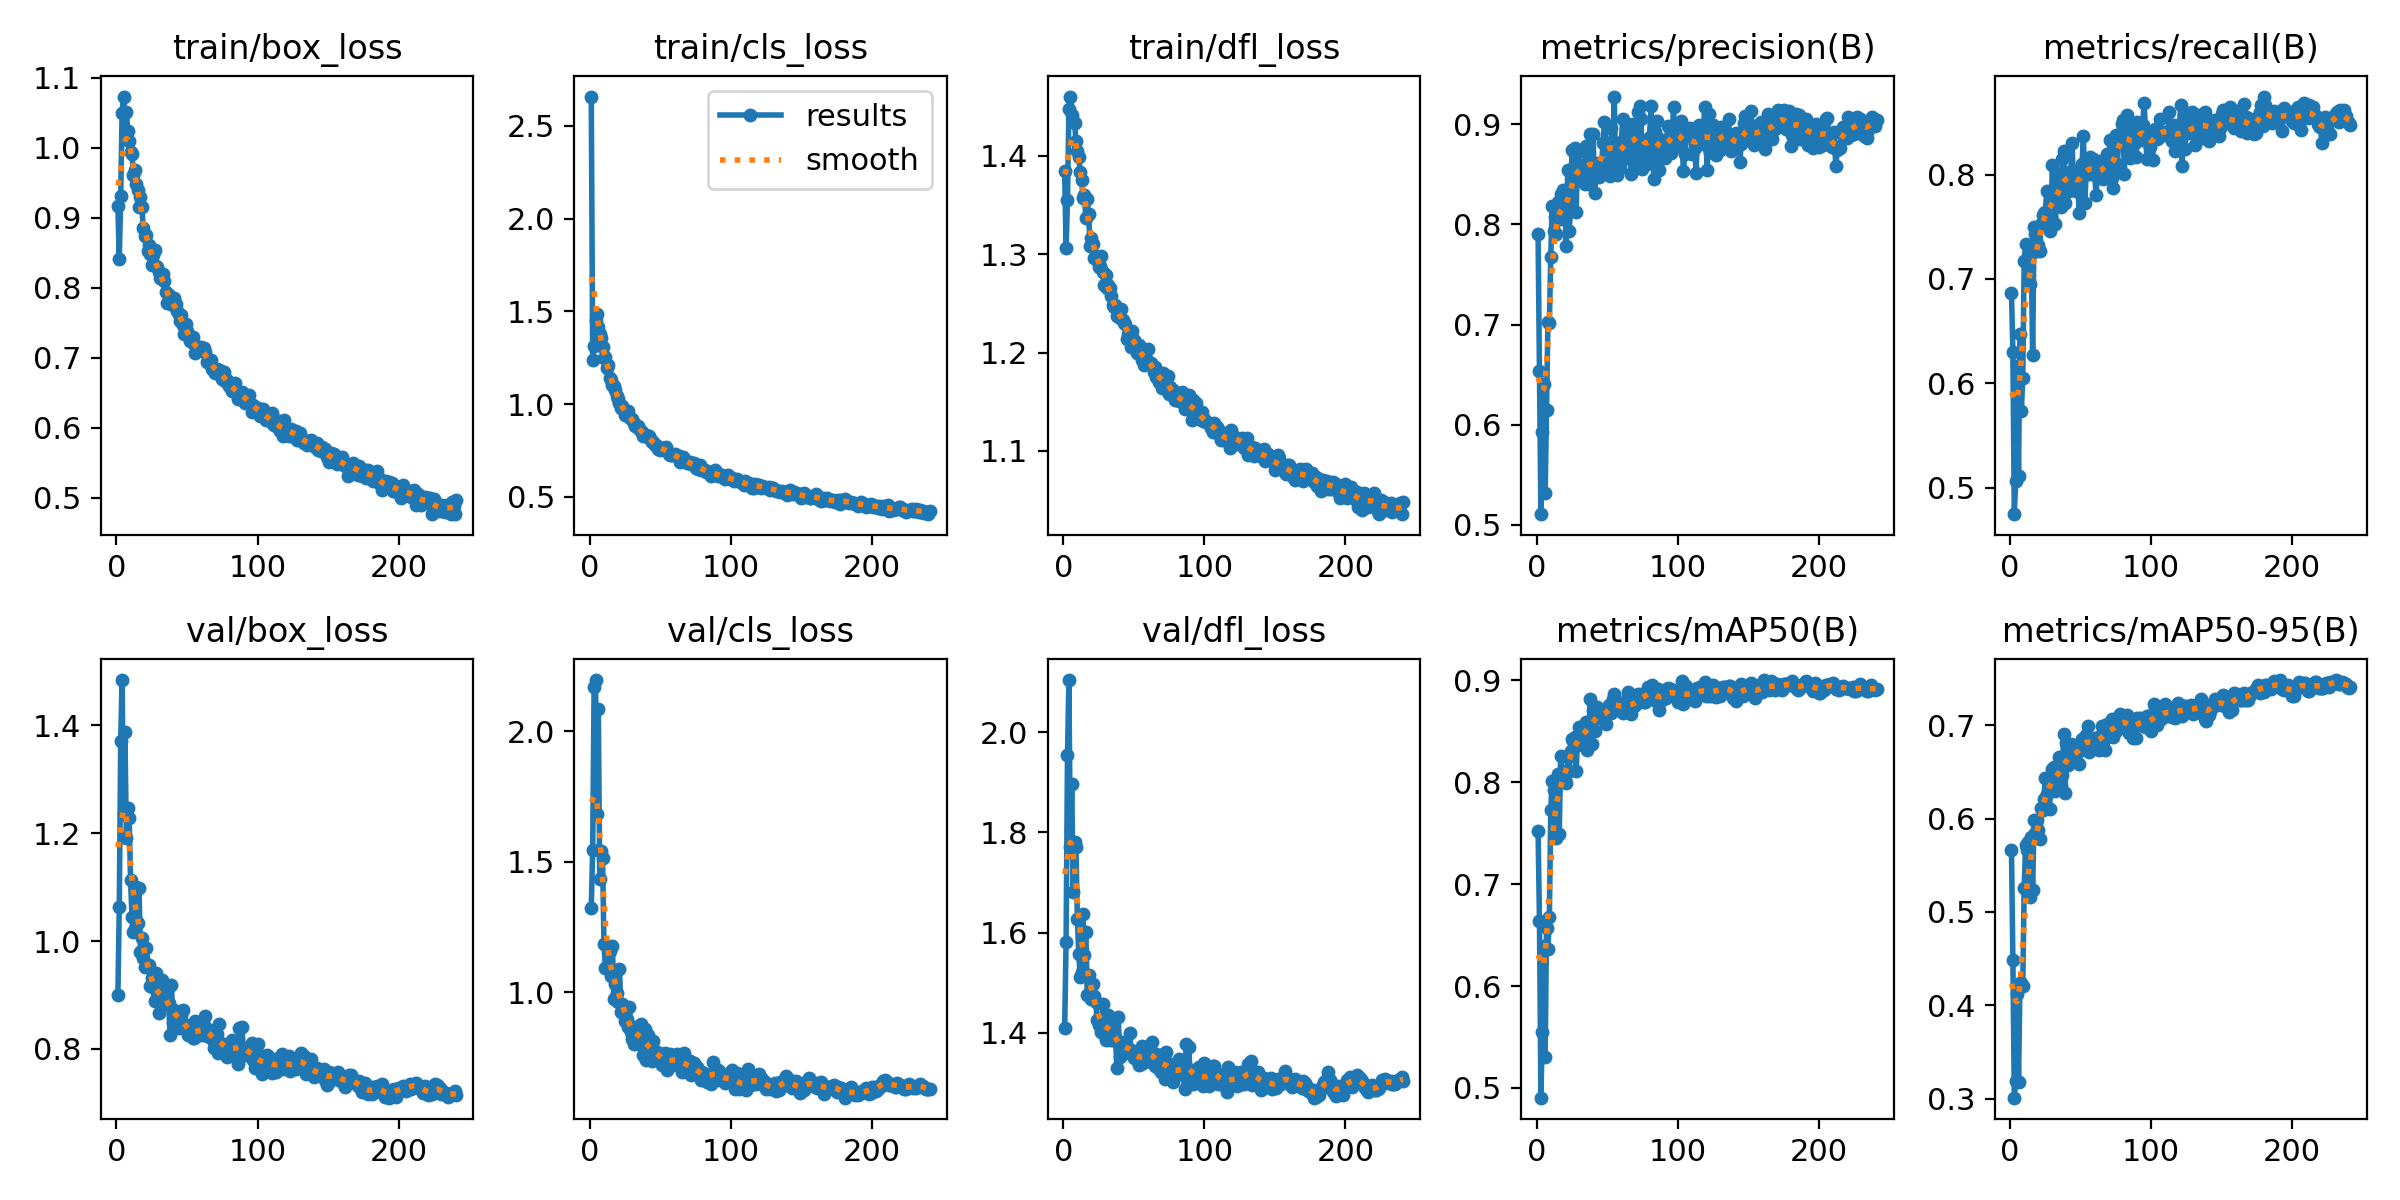 train/box_loss
1.1
1.0
0.9
0.8
0.7
0.6
0.5
0 100 200
train/cls_loss
results
smooth
2.5
2.0
1.5
1.0
0.5
0 100 200
train/dfl_loss
1.4
1.3
1.2
1.1
0 100 200
metrics/precision(B)
0.9
0.8
0.7
0.6
0.5
0 100 200
metrics/recall(B)
0.8
0.7
0.6
0.5
0 100 200
val/box_loss
1.4
1.2
1.0
0.8
0 100 200
val/cls_loss
2.0
1.5
1.0
0 100 200
val/dfl_loss
2.0
1.8
1.6
1.4
0 100 200
metrics/mAP50(B)
0.9
0.8
0.7
0.6
0.5
0 100 200
metrics/mAP50-95(B)
0.7
0.6
0.5
0.4
0.3
0 100 200